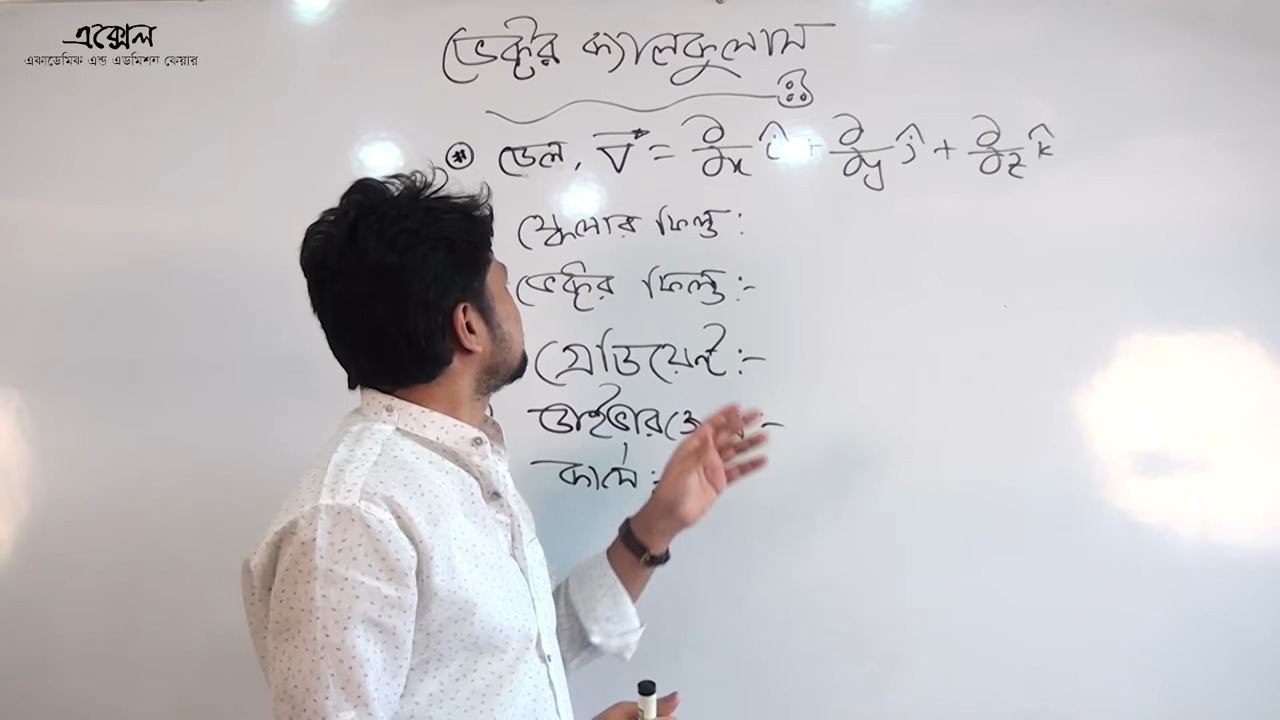 এক্সেল
একাডেমিক এন্ড এডমিশন কেয়ার
ভেক্টর ক্যালকুলাস
* ডেল, ∇⃗ = ∂/∂x î + ∂/∂y ĵ + ∂/∂z k̂
স্কেলার ফিল্ড :
ভেক্টর ফিল্ড :-
গ্রেডিয়েন্ট :-
কার্ল :